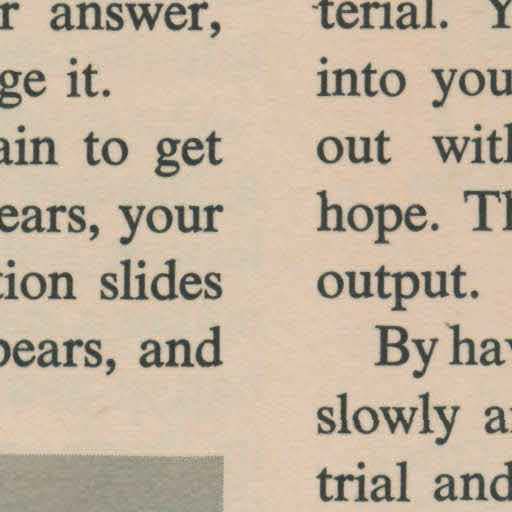 r answer,
ge it.
ain to get
ears, your
tion slides
pears, and
terial. Y
into you
out with
hope. Th
output.
By hav
slowly a
trial and